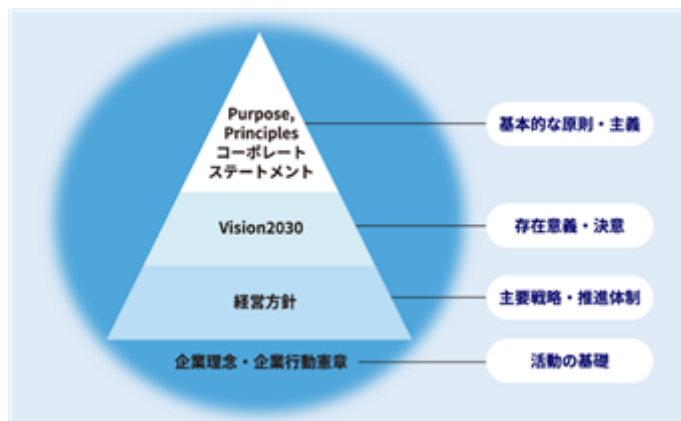 Purpose,
Principles
コーポレート
ステートメント
基本的な原則・主義
Vision2030
存在意義・決意
経営方針
主要戦略・推進体制
企業理念・企業行動憲章
活動の基礎